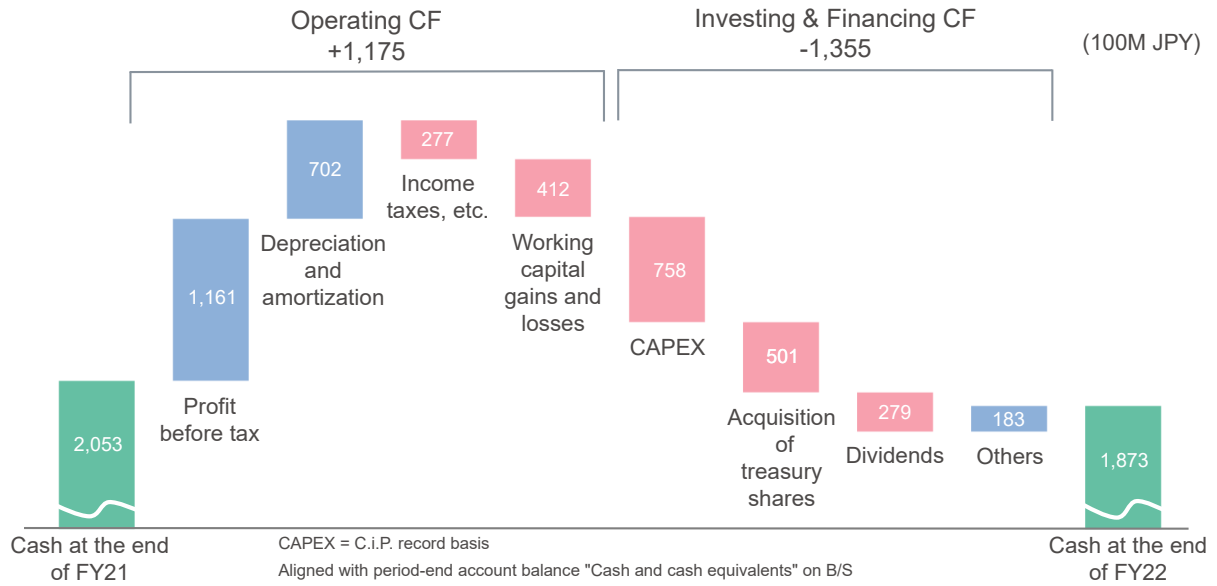 Operating CF
+1,175
Investing & Financing CF
-1,355
(100M JPY)
2,053
Cash at the end
of FY21
1,161
Profit
before tax
702
Depreciation
and
amortization
277
Income
taxes, etc.
412
Working
capital
gains and
losses
758
CAPEX
501
Acquisition
of
treasury
shares
279
Dividends
183
Others
1,873
Cash at the end
of FY22
CAPEX = C.i.P. record basis
Aligned with period-end account balance "Cash and cash equivalents" on B/S